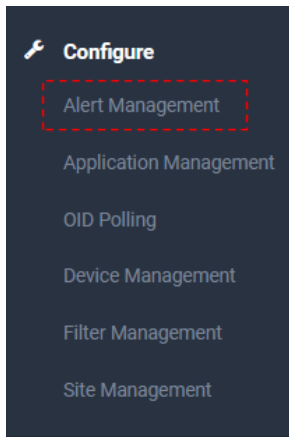 Configure
Alert Management
Application Management
OID Polling
Device Management
Filter Management
Site Management